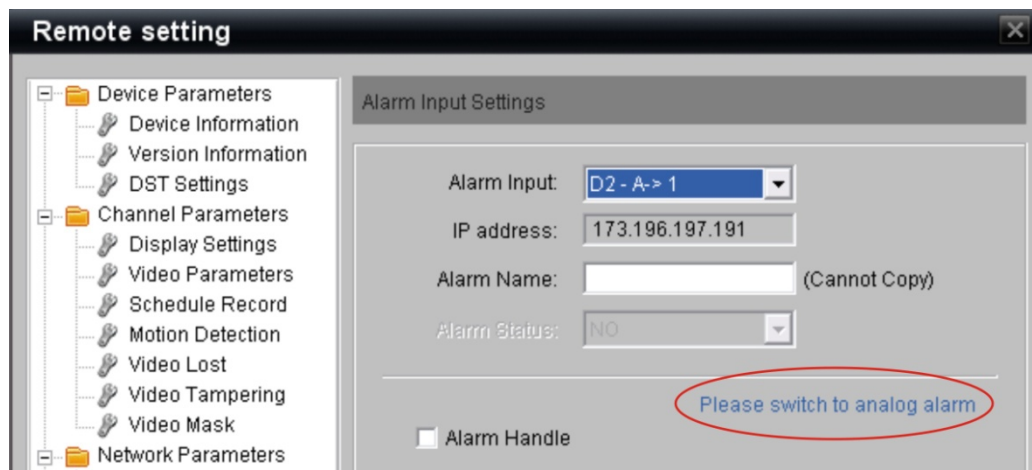 Remote setting
Device Parameters
Device Information
Version Information
DST Settings
Channel Parameters
Display Settings
Video Parameters
Schedule Record
Motion Detection
Video Lost
Video Tampering
Video Mask
Network Parameters
Alarm Input Settings
Alarm Input: D2 - A-> 1
IP address: 173.196.197.191
Alarm Name: (Cannot Copy)
Alarm Status: NO
Please switch to analog alarm
Alarm Handle